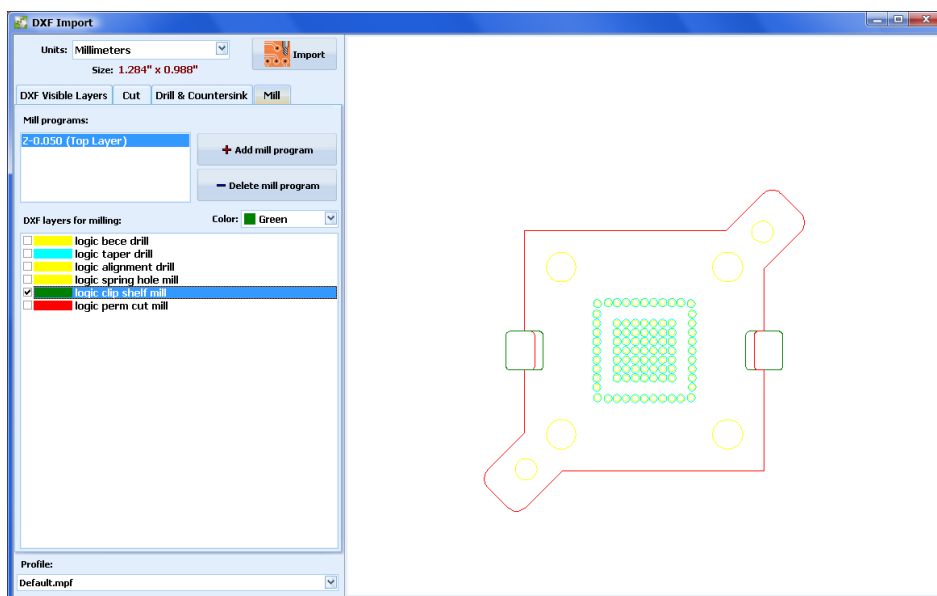 DXF Import
Units: Millimeters
Import
Size: 1.284" x 0.988"
DXF Visible Layers Cut Drill & Countersink Mill
Mill programs:
Z-0.050 (Top Layer)
+ Add mill program
− Delete mill program
DXF layers for milling: Color: Green
logic bece drill
logic taper drill
logic alignment drill
logic spring hole mill
logic clip shelf mill
logic perm cut mill
Profile:
Default.mpf